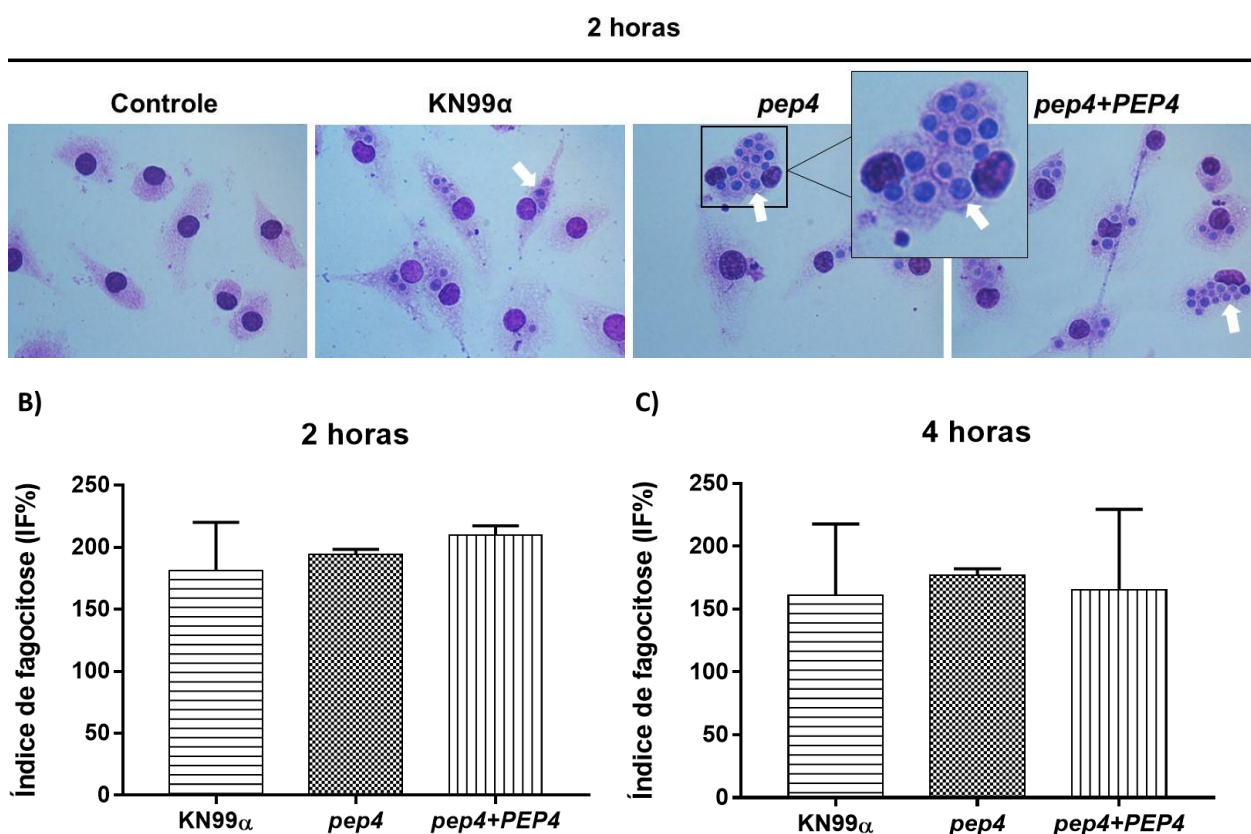 2 horas
Controle
KN99α
pep4
pep4+PEP4
B)
2 horas
Índice de fagocitose (IF%)
250
200
150
100
50
0
KN99α
pep4
pep4+PEP4
C)
4 horas
Índice de fagocitose (IF%)
250
200
150
100
50
0
KN99α
pep4
pep4+PEP4